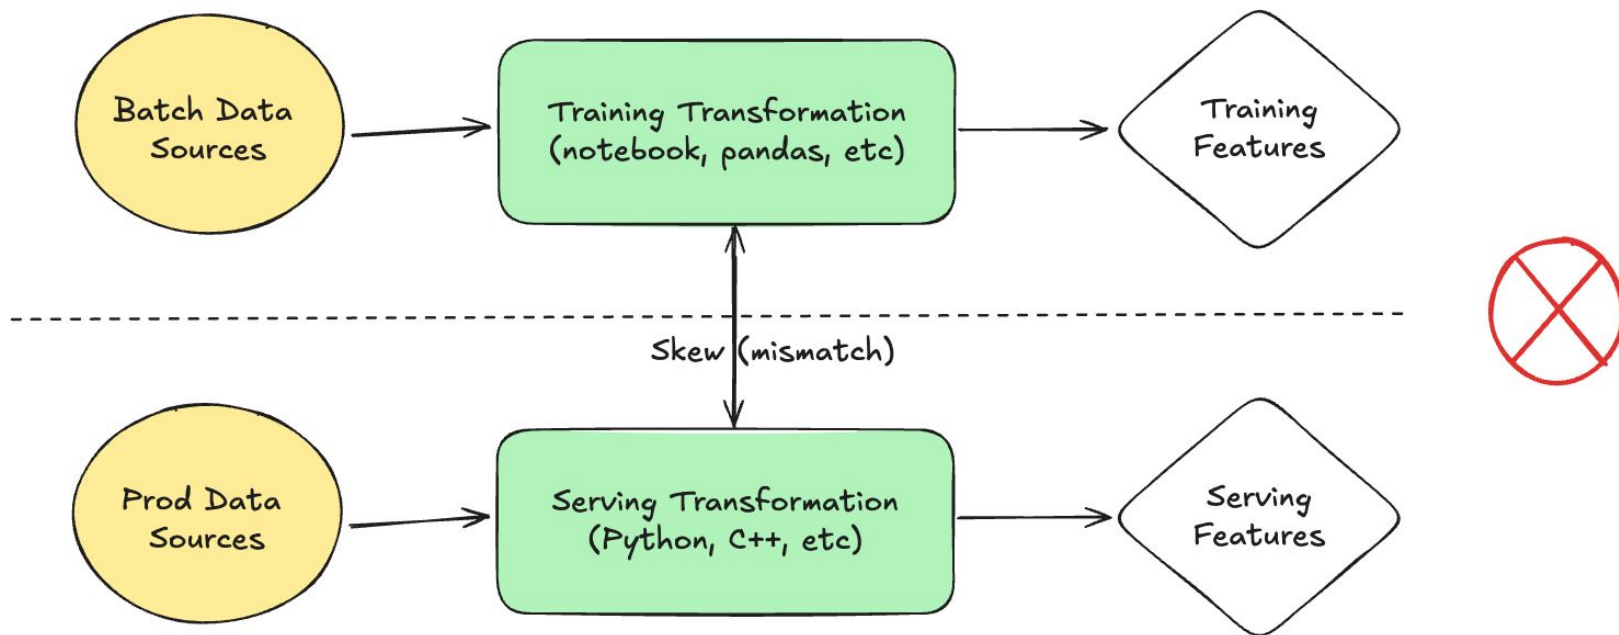 Batch Data
Sources
Training Transformation
(notebook, pandas, etc)
Training
Features
Skew (mismatch)
Prod Data
Sources
Serving Transformation
(Python, C++, etc)
Serving
Features